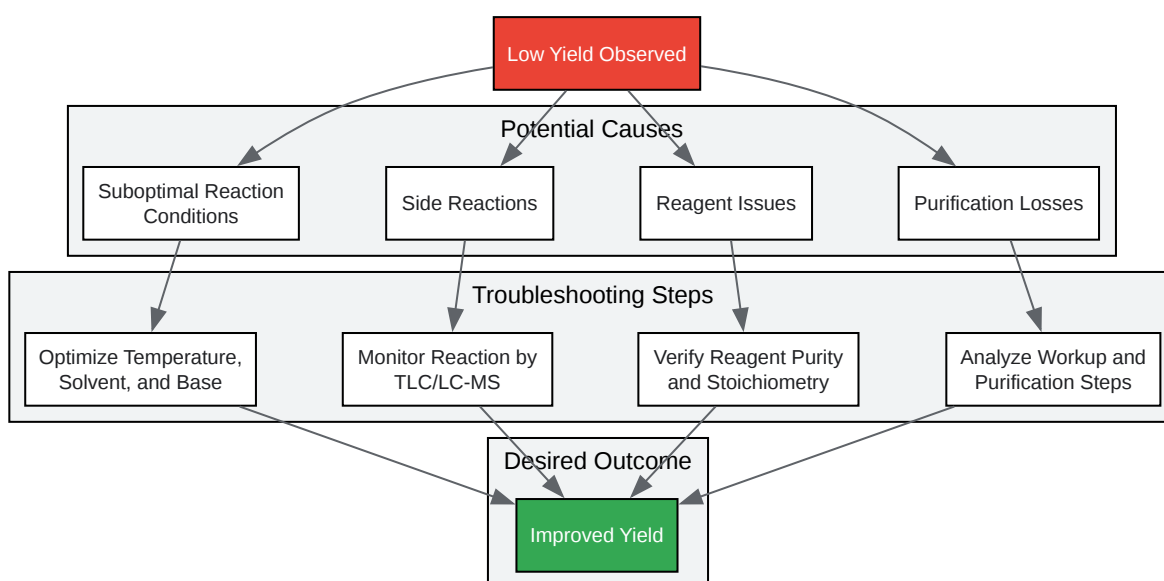 Low Yield Observed
Potential Causes
Suboptimal Reaction
Conditions
Side Reactions
Reagent Issues
Purification Losses
Troubleshooting Steps
Optimize Temperature,
Solvent, and Base
Monitor Reaction by
TLC/LC-MS
Verify Reagent Purity
and Stoichiometry
Analyze Workup and
Purification Steps
Desired Outcome
Improved Yield